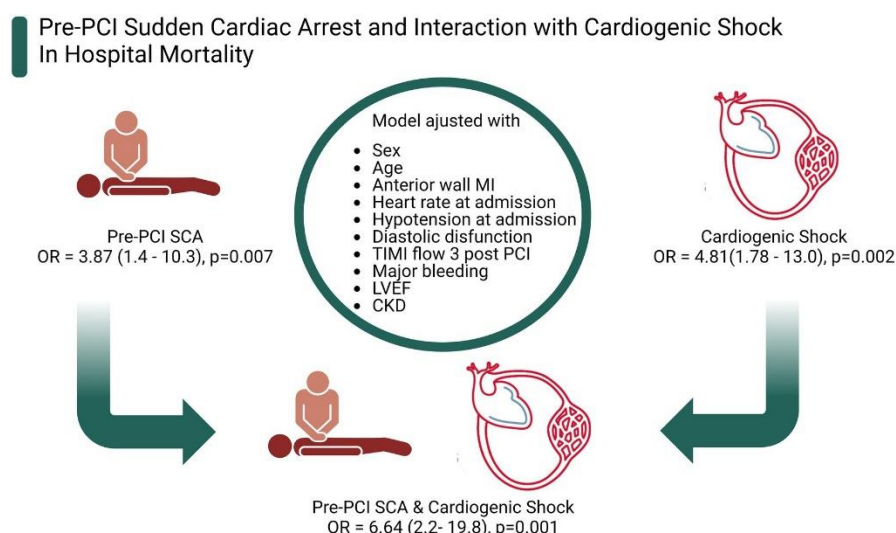 Pre-PCI Sudden Cardiac Arrest and Interaction with Cardiogenic Shock
In Hospital Mortality
Model ajusted with
• Sex
• Age
• Anterior wall MI
• Heart rate at admission
• Hypotension at admission
• Diastolic disfunction
• TIMI flow 3 post PCI
• Major bleeding
• LVEF
• CKD
Pre-PCI SCA
OR = 3.87 (1.4 - 10.3), p=0.007
Cardiogenic Shock
OR = 4.81(1.78 - 13.0), p=0.002
Pre-PCI SCA & Cardiogenic Shock
OR = 6.64 (2.2- 19.8), p=0.001